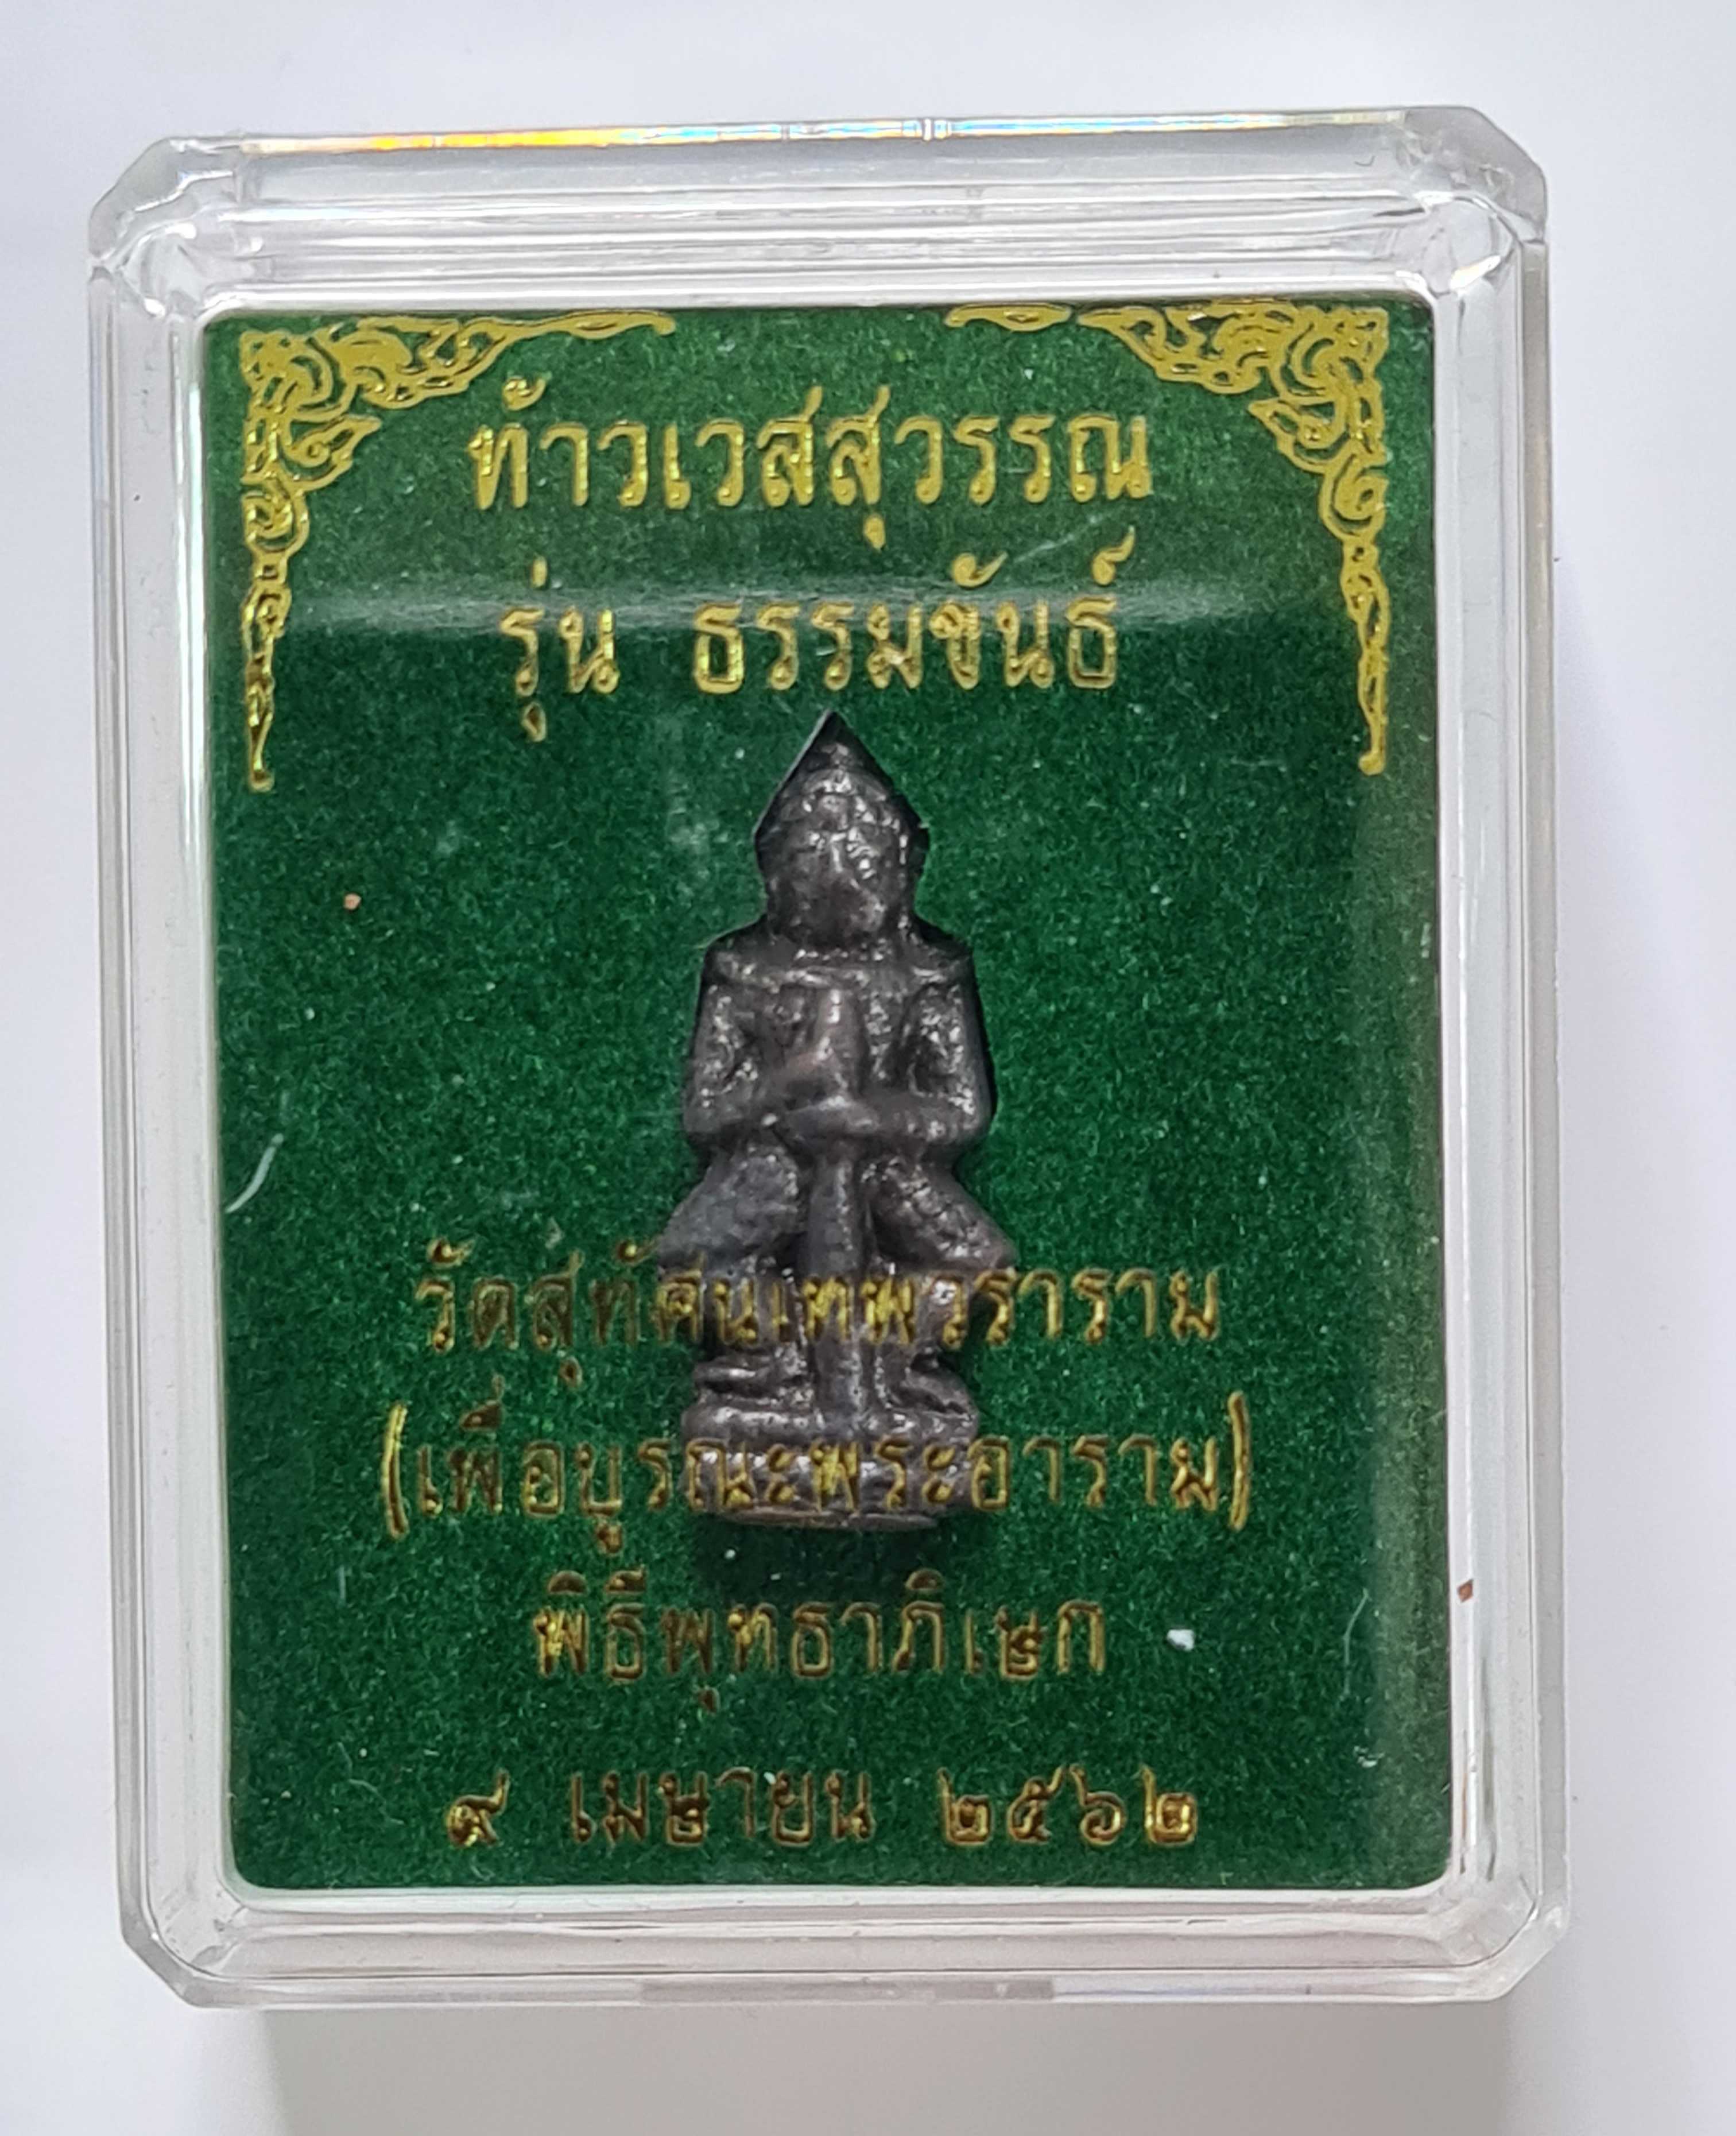 ท้าวเวสสุวรรณ
รุ่น ธรรมขันธ์
วัดสุทัศนเทพวราราม
(เพื่อบูรณะพระอาราม)
พิธีพุทธาภิเษก
๙ เมษายน ๒๕๖๒